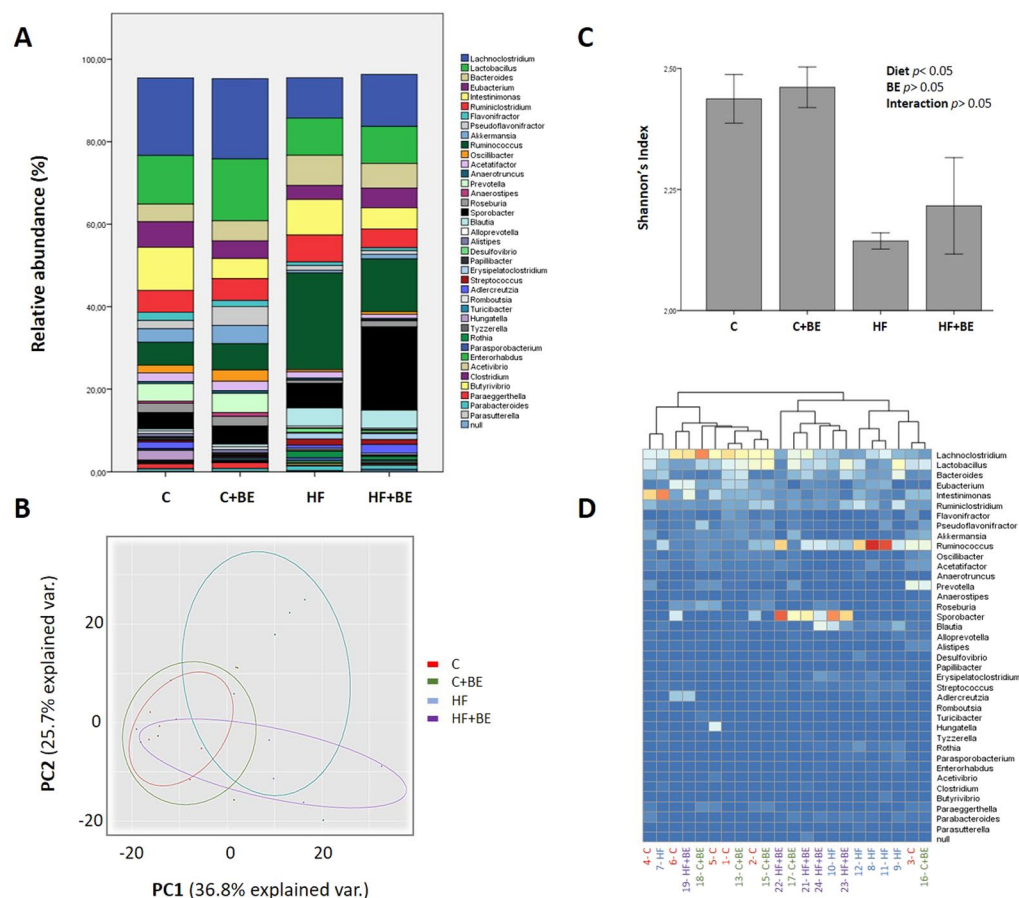 A
Relative abundance (%)
100,00
80,00
60,00
40,00
20,00
0,00
C
C+BE
HF
HF+BE
Lachnoclostridium
Lactobacillus
Bacteroides
Eubacterium
Intestinimonas
Ruminiclostridium
Flavonifractor
Pseudoflavonifractor
Akkermansia
Ruminococcus
Oscillibacter
Acetatifactor
Anaerotruncus
Prevotella
Anaerostipes
Roseburia
Sporobacter
Blautia
Alloprevotella
Alistipes
Desulfovibrio
Papillibacter
Erysipelatoclostridium
Streptococcus
Adlercreutzia
Romboutsia
Turicibacter
Hungatella
Tyzzerella
Rothia
Parasporobacterium
Enterorhabdus
Acetivibrio
Clostridium
Butyrivibrio
Paraeggerthella
Parabacteroides
Parasutterella
null
B
PC2 (25.7% explained var.)
20
0
-20
-20
0
20
PC1 (36.8% explained var.)
C
C+BE
HF
HF+BE
C
Shannon's Index
2,50
2,25
2,00
Diet p< 0.05
BE p> 0.05
Interaction p> 0.05
C
C+BE
HF
HF+BE
D
Lachnoclostridium
Lactobacillus
Bacteroides
Eubacterium
Intestinimonas
Ruminiclostridium
Flavonifractor
Pseudoflavonifractor
Akkermansia
Ruminococcus
Oscillibacter
Acetatifactor
Anaerotruncus
Prevotella
Anaerostipes
Roseburia
Sporobacter
Blautia
Alloprevotella
Alistipes
Desulfovibrio
Papillibacter
Erysipelatoclostridium
Streptococcus
Adlercreutzia
Romboutsia
Turicibacter
Hungatella
Tyzzerella
Rothia
Parasporobacterium
Enterorhabdus
Acetivibrio
Clostridium
Butyrivibrio
Paraeggerthella
Parabacteroides
Parasutterella
null
4- C
7- HF
6- C
19- HF+BE
18- C+BE
5- C
1- C
13- C+BE
2- C
15- C+BE
22- HF+BE
17- C+BE
21- HF+BE
24- HF+BE
10- HF
23- HF+BE
12- HF
8- HF
11- HF
9- HF
3- C
16- C+BE